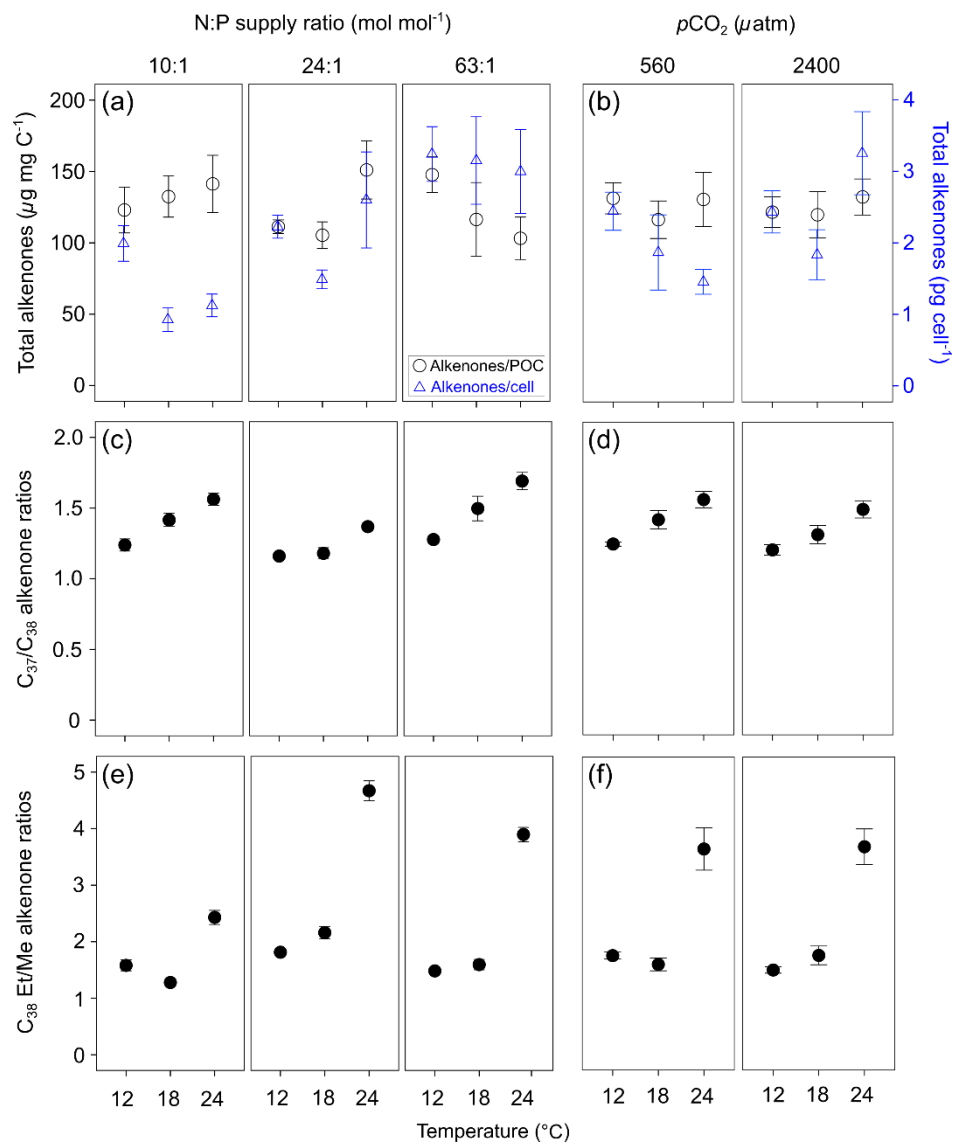 N:P supply ratio (mol mol⁻¹)
pCO₂ (µatm)
10:1
24:1
63:1
560
2400
(a)
(b)
Total alkenones (µg mg C⁻¹)
200
150
100
50
0
Alkenones/POC
Alkenones/cell
4
3
2
1
0
Total alkenones
(pg cell⁻¹)
(c)
(d)
C₃₇/C₃₈ alkenone ratios
2.0
1.5
1.0
0.5
0
(e)
(f)
C₃₈ Et/Me alkenone ratios
5
4
3
2
1
0
12 18 24
12 18 24
12 18 24
12 18 24
12 18 24
Temperature (°C)